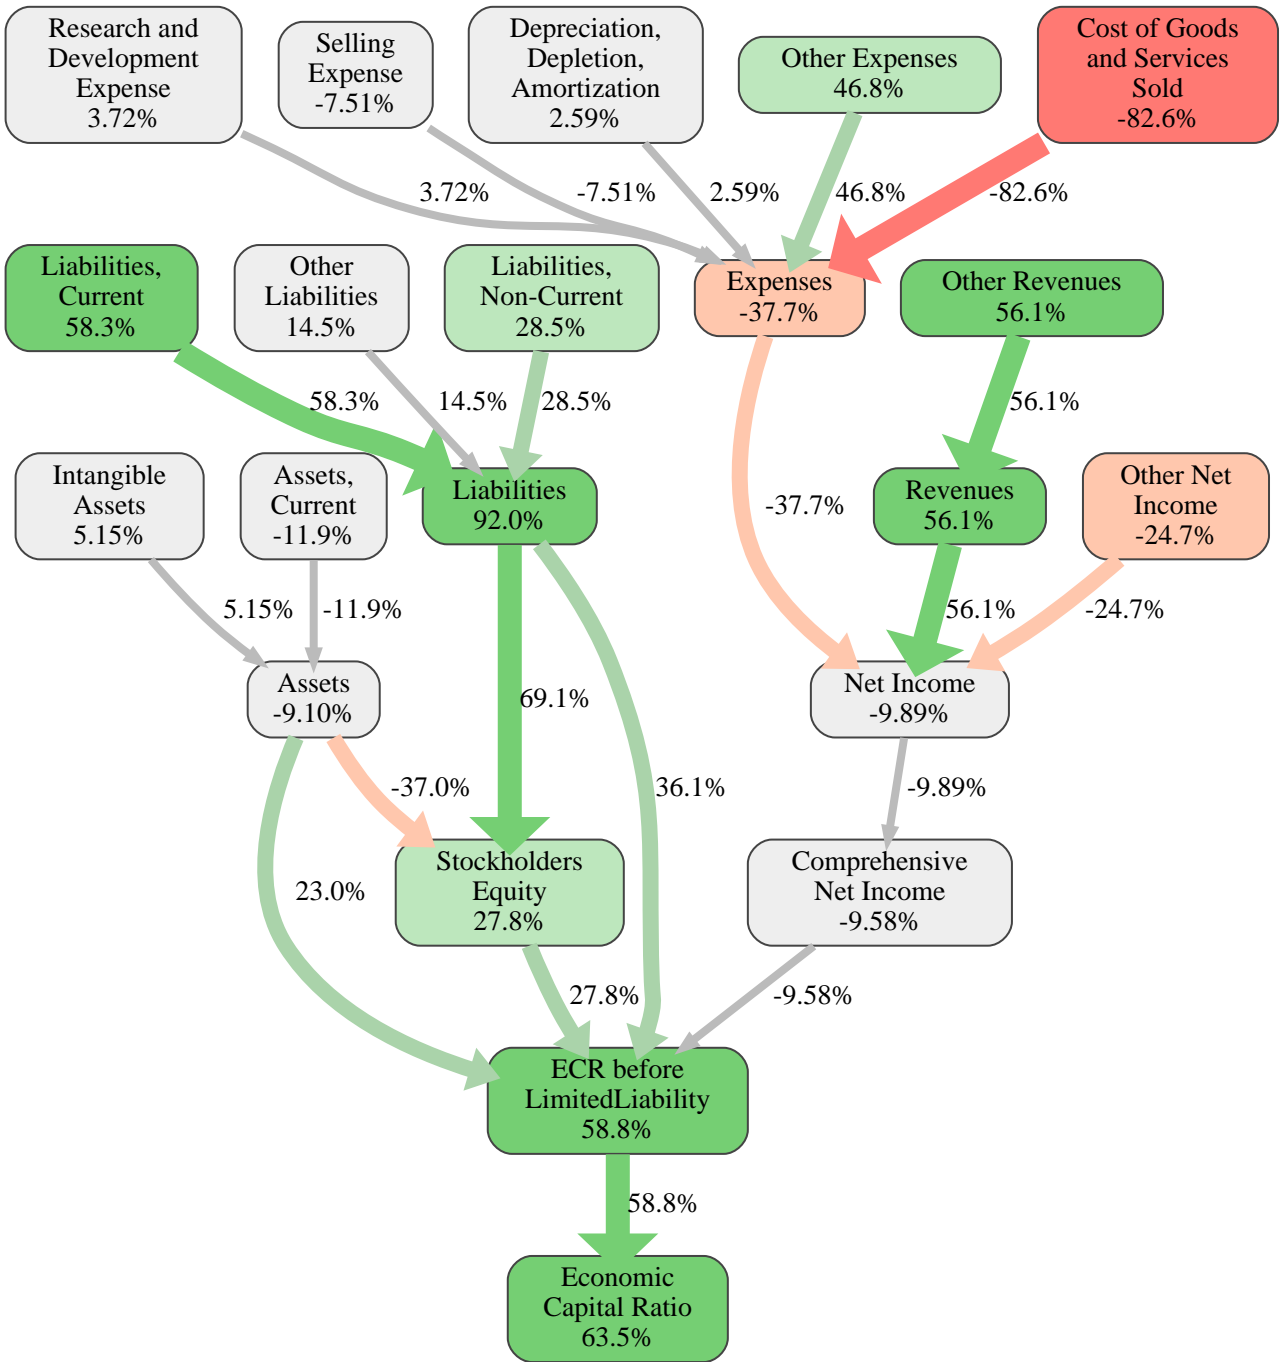 Research and
Development
Expense
3.72%
Selling
Expense
-7.51%
Depreciation,
Depletion,
Amortization
2.59%
Other Expenses
46.8%
Cost of Goods
and Services
Sold
-82.6%
3.72%
-7.51%
2.59%
46.8%
-82.6%
Liabilities,
Current
58.3%
Other
Liabilities
14.5%
Liabilities,
Non-Current
28.5%
Expenses
-37.7%
Other Revenues
56.1%
58.3%
14.5%
28.5%
56.1%
Intangible
Assets
5.15%
Assets,
Current
-11.9%
Liabilities
92.0%
-37.7%
Revenues
56.1%
Other Net
Income
-24.7%
5.15%
-11.9%
56.1%
-24.7%
Assets
-9.10%
69.1%
Net Income
-9.89%
-37.0%
36.1%
-9.89%
23.0%
Stockholders
Equity
27.8%
Comprehensive
Net Income
-9.58%
27.8%
-9.58%
ECR before
LimitedLiability
58.8%
58.8%
Economic
Capital Ratio
63.5%